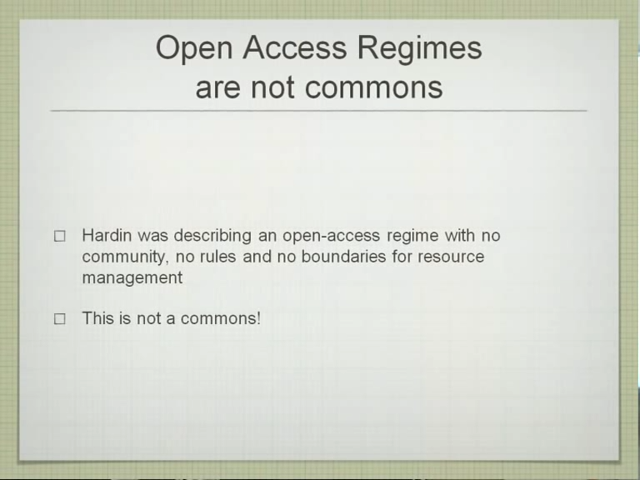 Open Access Regimes
are not commons
Hardin was describing an open-access regime with no
community, no rules and no boundaries for resource
management
This is not a commons!